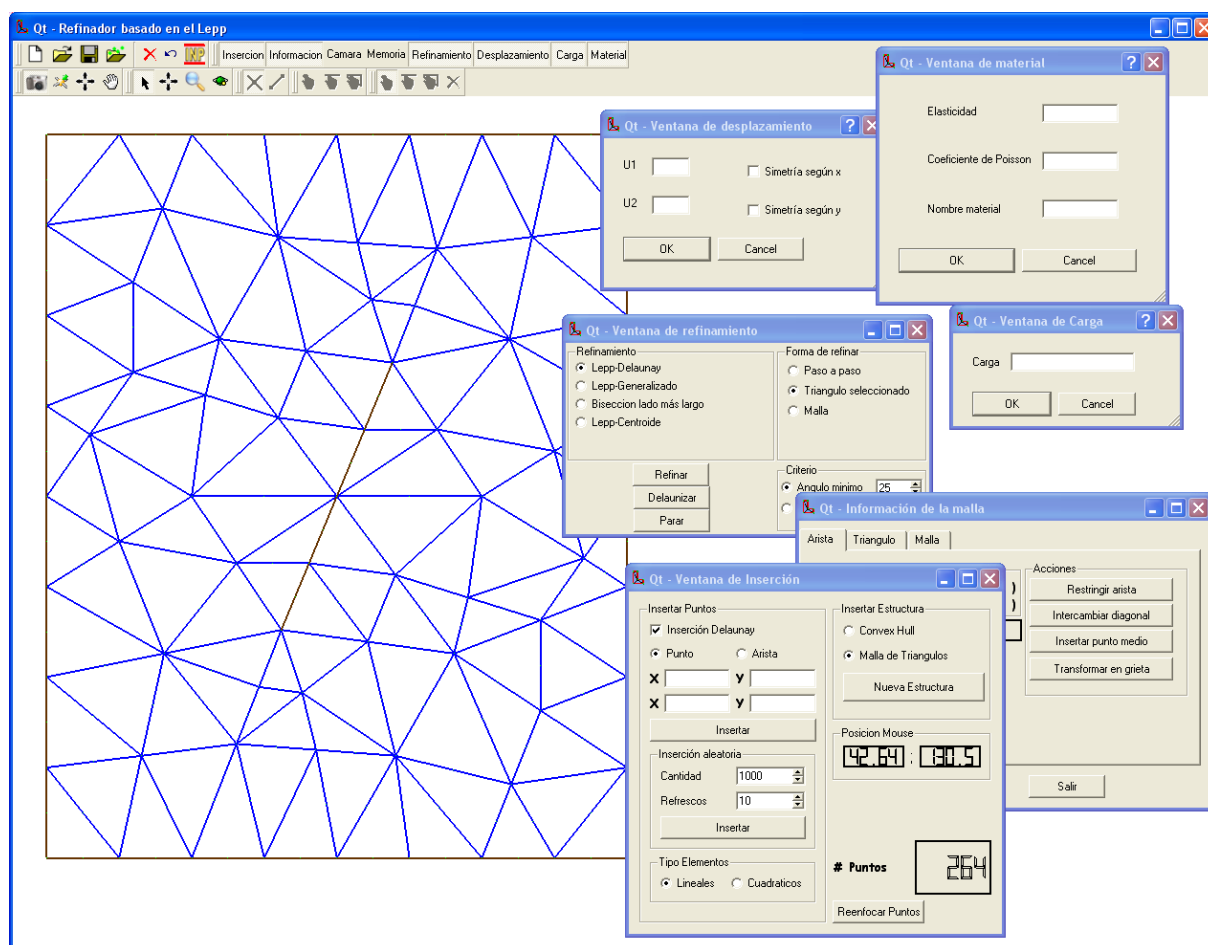 Qt - Refinador basado en el Lepp
Insercion Informacion Camara Memoria Refinamiento Desplazamiento Carga Material
Qt - Ventana de desplazamiento
U1
Simetría según x
U2
Simetría según y
OK Cancel
Qt - Ventana de material
Elasticidad
Coeficiente de Poisson
Nombre material
OK Cancel
Qt - Ventana de refinamiento
Refinamiento
Lepp-Delaunay
Lepp-Generalizado
Biseccion lado más largo
Lepp-Centroide
Forma de refinar
Paso a paso
Triangulo seleccionado
Malla
Refinar
Delaunizar
Parar
Criterio
Angulo minimo 25
Qt - Ventana de Carga
Carga
OK Cancel
Qt - Información de la malla
Arista Triangulo Malla
)
)
Acciones
Restringir arista
Intercambiar diagonal
Insertar punto medio
Transformar en grieta
Salir
Qt - Ventana de Inserción
Insertar Puntos
Inserción Delaunay
Punto Arista
X Y
X Y
Insertar
Inserción aleatoria
Cantidad 1000
Refrescos 10
Insertar
Tipo Elementos
Lineales Cuadraticos
Insertar Estructura
Convex Hull
Malla de Triangulos
Nueva Estructura
Posicion Mouse
42.64 : 130.5
# Puntos 264
Reenfocar Puntos